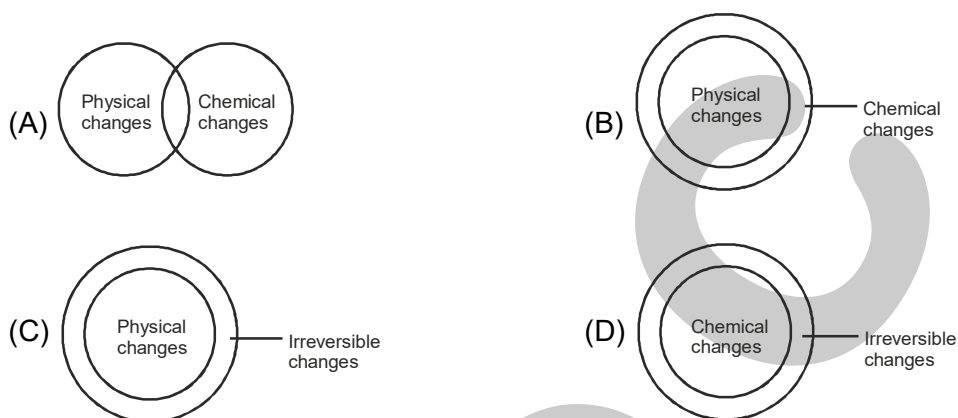 (A)
Physical
changes
Chemical
changes
(B)
Physical
changes
Chemical
changes
(C)
Physical
changes
Irreversible
changes
(D)
Chemical
changes
Irreversible
changes